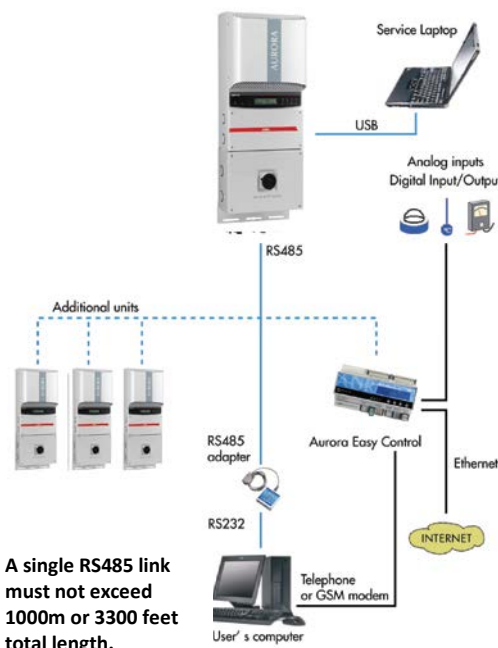 AURORA
Service Laptop
USB
Analog inputs
Digital Input/Outpu
°C
RS485
Additional units
RS485
adapter
Aurora Easy Control
Ethernet
RS232
INTERNET
A single RS485 link
must not exceed
1000m or 3300 feet
total length.
Telephone
or GSM modem
User' s computer